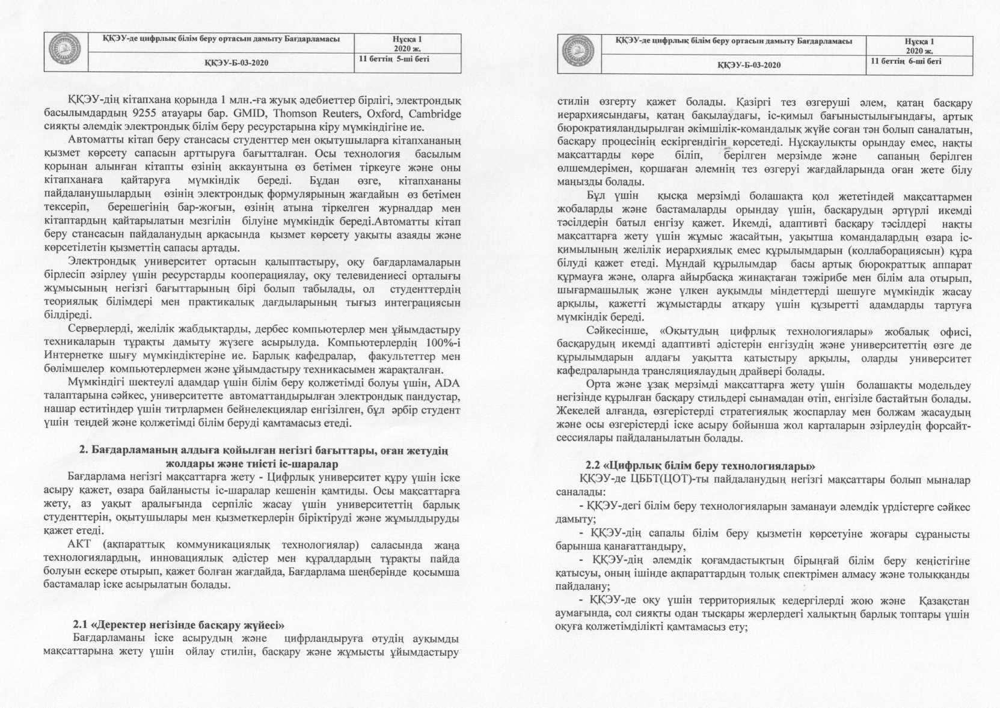 ҚҚЭУ-де цифрлық білім беру ортасын дамыту Бағдарламасы
Нұсқа 1
2020 ж.
ҚҚЭУ-Б-03-2020
11 беттің 5-ші беті
ҚҚЭУ-дің кітапхана қорында 1 млн.-ға жуық әдебиеттер бірлігі, электрондық
басылымдардың 9255 атауары бар. GMID, Thomson Reuters, Oxford, Cambridge
сияқты әлемдік электрондық білім беру ресурстарына кіру мүмкіндігіне ие.
Автоматты кітап беру стансасы студенттер мен оқытушыларға кітапхананың
қызмет көрсету сапасын арттыруға бағытталған. Осы технология басылым
қорынан алынған кітапты өзінің аккаунтына өз бетімен тіркеуге және оны
кітапханаға қайтаруға мүмкіндік береді. Бұдан өзге, кітапхананы
пайдаланушылардың өзінің электрондық формулярының жағдайын өз бетімен
тексеріп, берешегінің бар-жоғын, өзінің атына тіркелген журналдар мен
кітаптардың қайтарылатын мезгілін білуіне мүмкіндік береді.Автоматты кітап
беру стансасын пайдаланудың арқасында қызмет көрсету уақыты азаяды және
көрсетілетін қызметтің сапасы артады.
Электрондық университет ортасын қалыптастыру, оқу бағдарламаларын
бірлесіп әзірлеу үшін ресурстарды кооперациялау, оқу телевидениесі орталығы
жұмысының негізгі бағыттарының бірі болып табылады, ол студенттердің
теориялық білімдері мен практикалық дағдыларының тығыз интеграциясын
білдіреді.
Серверлерді, желілік жабдықтарды, дербес компьютерлер мен ұйымдастыру
техникаларын тұрақты дамыту жүзеге асырылуда. Компьютерлердің 100%-і
Интернетке шығу мүмкіндіктеріне ие. Барлық кафедралар, факультеттер мен
бөлімшелер компьютерлермен және ұйымдастыру техникасымен жарақталған.
Мүмкіндігі шектеулі адамдар үшін білім беру қолжетімді болуы үшін, ADA
талаптарына сәйкес, университетте автоматтандырылған электрондық пандустар,
нашар еститіндер үшін титрлармен бейнелекциялар енгізілген, бұл әрбір студент
үшін теңдей және қолжетімді білім беруді қамтамасыз етеді.
2. Бағдарламаның алдыға қойылған негізгі бағыттары, оған жетудің
жолдары және тиісті іс-шаралар
Бағдарлама негізгі мақсаттарға жету - Цифрлық университет құру үшін іске
асыру қажет, өзара байланысты іс-шаралар кешенін қамтиды. Осы мақсаттарға
жету, аз уақыт аралығында серпіліс жасау үшін университеттің барлық
студенттерін, оқытушылары мен қызметкерлерін біріктіруді және жұмылдыруды
қажет етеді.
АКТ (ақпараттық коммуникациялық технологиялар) саласында жаңа
технологиялардың, инновациялық әдістер мен құралдардың тұрақты пайда
болуын ескере отырып, қажет болған жағдайда, Бағдарлама шеңберінде қосымша
бастамалар іске асырылатын болады.
2.1 «Деректер негізінде басқару жүйесі»
Бағдарламаны іске асырудың және цифрландыруға өтудің ауқымды
мақсаттарына жету үшін ойлау стилін, басқару және жұмысты ұйымдастыру
ҚҚЭУ-де цифрлық білім беру ортасын дамыту Бағдарламасы
Нұсқа 1
2020 ж.
ҚҚЭУ-Б-03-2020
11 беттің 6-ші беті
стилін өзгерту қажет болады. Қазіргі тез өзгеруші әлем, қатаң басқару
иерархиясындағы, қатаң бақылаудағы, іс-қимыл бағыныстылығындағы, артық
бюрократияландырылған әкімшілік-командалық жүйе соған тән болып саналатын,
басқару процесінің ескіргендігін көрсетеді. Нұсқаулықты орындау емес, нақты
мақсаттарды көре біліп, берілген мерзімде және сапаның берілген
өлшемдерімен, қоршаған әлемнің тез өзгеруі жағдайларында оған жете білу
маңызды болады.
Бұл үшін қысқа мерзімді болашақта қол жететіндей мақсаттармен
жобаларды және бастамаларды орындау үшін, басқарудың әртүрлі икемді
тәсілдерін батыл енгізу қажет. Икемді, адаптивті басқару тәсілдері нақты
мақсаттарға жету үшін жұмыс жасайтын, уақытша командалардың өзара іс-
қимылының желілік иерархиялық емес құрылымдарын (коллаборациясын) құра
білуді қажет етеді. Мұндай құрылымдар басы артық бюрократтық аппарат
құрмауға және, оларға айырбасқа жинақтаған тәжірибе мен білім ала отырып,
шығармашылық және үлкен ауқымды міндеттерді шешуге мүмкіндік жасау
арқылы, қажетті жұмыстарды атқару үшін құзыретті адамдарды тартуға
мүмкіндік береді.
Сәйкесінше, «Оқытудың цифрлық технологиялары» жобалық офисі,
басқарудың икемді адаптивті әдістерін енгізудің және университеттің өзге де
құрылымдарын алдағы уақытта қатыстыру арқылы, оларды университет
кафедраларында трансляциялаудың драйвері болады.
Орта және ұзақ мерзімді мақсаттарға жету үшін болашақты модельдеу
негізінде құрылған басқару стильдері сынамадан өтіп, енгізіле бастайтын болады.
Жекелей алғанда, өзгерістерді стратегиялық жоспарлау мен болжам жасаудың
және осы өзгерістерді іске асыру бойынша жол карталарын әзірлеудің форсайт-
сессиялары пайдаланылатын болады.
2.2 «Цифрлық білім беру технологиялары»
ҚҚЭУ-де ЦББТ(ЦОТ)-ты пайдаланудың негізгі мақсаттары болып мыналар
саналады:
- ҚҚЭУ-дегі білім беру технологияларын заманауи әлемдік үрдістерге сәйкес
дамыту;
- ҚҚЭУ-дің сапалы білім беру қызметін көрсетуіне жоғары сұранысты
барынша қанағаттандыру,
- ҚҚЭУ-дің әлемдік қоғамдастықтың бірыңғай білім беру кеңістігіне
қатысуы, оның ішінде ақпараттардың толық спектрімен алмасу және толыққанды
пайдалану;
- ҚҚЭУ-де оқу үшін территориялық кедергілерді жою және Қазақстан
аумағында, сол сияқты одан тысқары жерлердегі халықтың барлық топтары үшін
оқуға қолжетімділікті қамтамасыз ету;